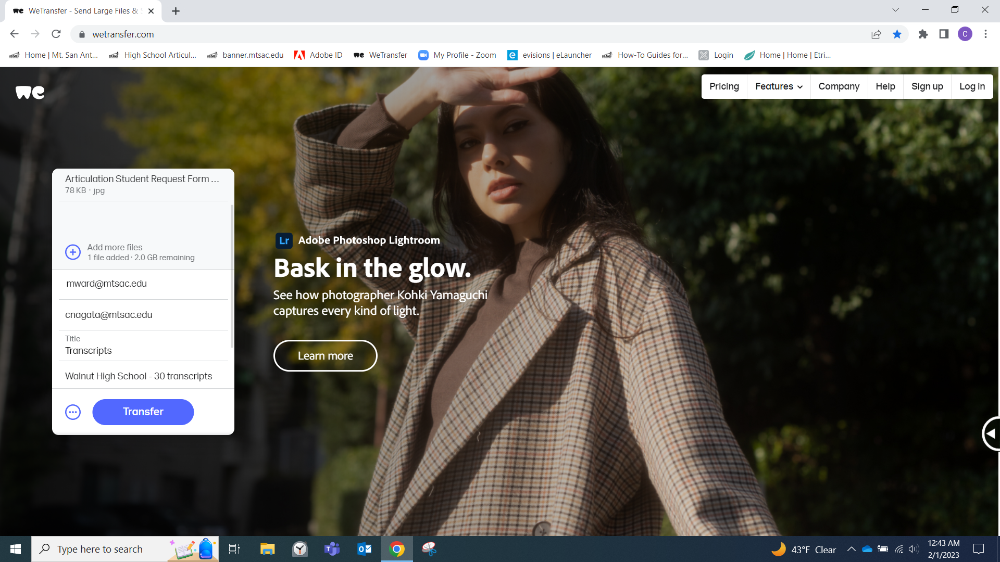 WeTransfer - Send Large Files & S
wetransfer.com
C
Home | Mt. San Ant...
High School Articul...
banner.mtsac.edu
Adobe ID
WeTransfer
My Profile - Zoom
evisions | eLauncher
How-To Guides for...
Login
Home | Home | Etri...
we
Pricing
Features
Company
Help
Sign up
Log in
Articulation Student Request Form ...
78 KB · jpg
Add more files
1 file added · 2.0 GB remaining
mward@mtsac.edu
cnagata@mtsac.edu
Title
Transcripts
Walnut High School - 30 transcripts
Transfer
Lr Adobe Photoshop Lightroom
Bask in the glow.
See how photographer Kohki Yamaguchi
captures every kind of light.
Learn more
Type here to search
43°F Clear
12:43 AM
2/1/2023